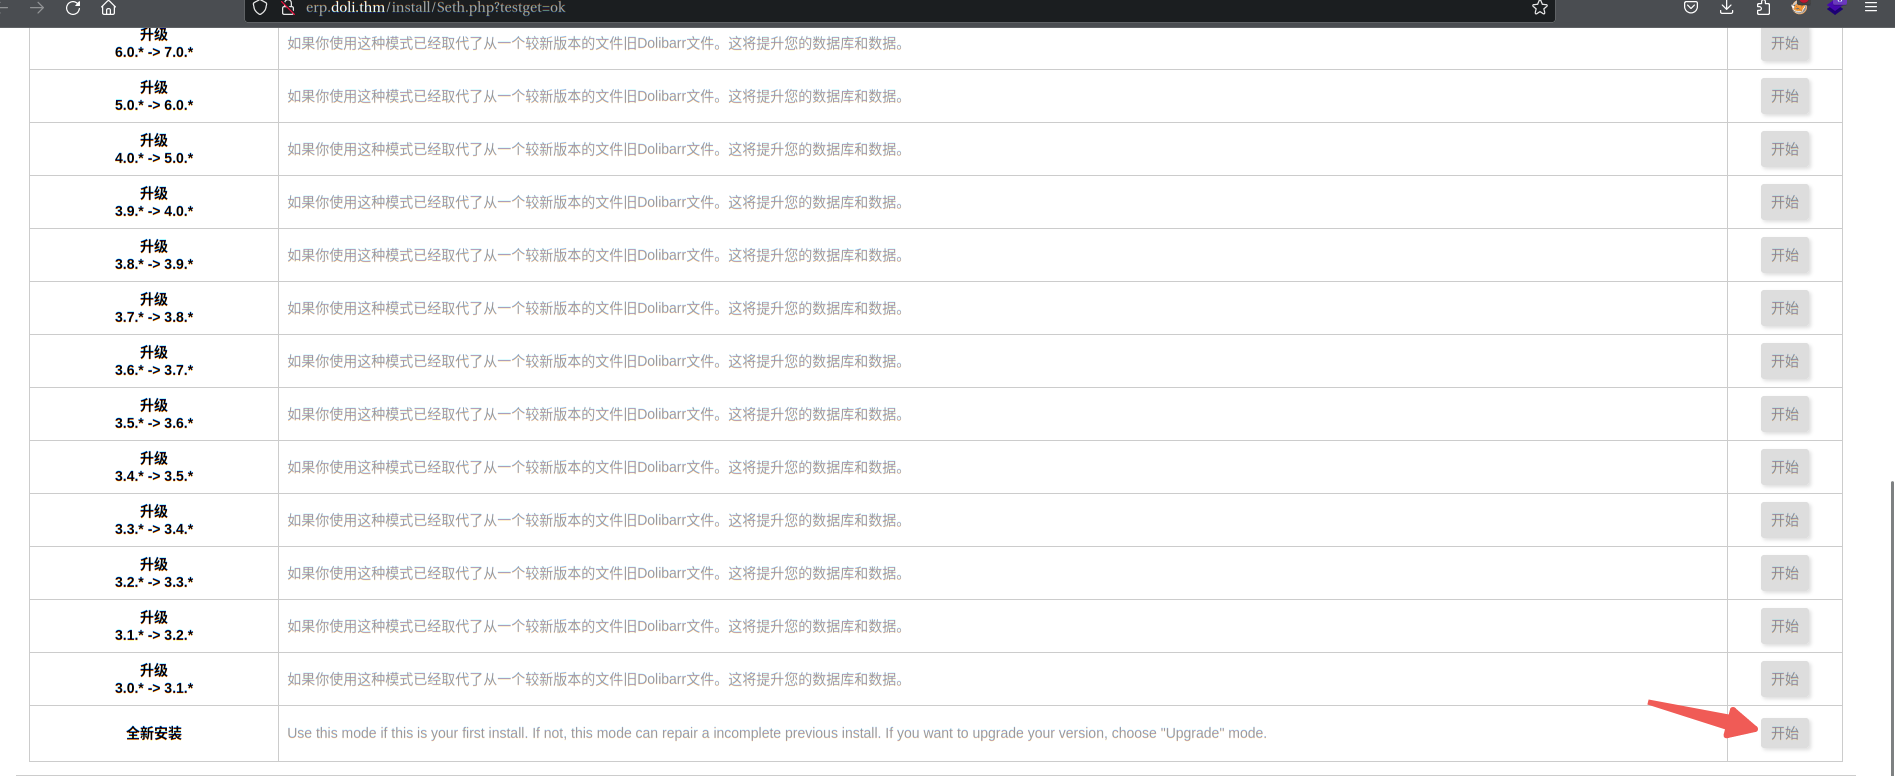 erp.doli.thm/install/Seth.php?testget=ok
升级
6.0.* -> 7.0.*
如果你使用这种模式已经取代了从一个较新版本的文件旧Dolibarr文件。这将提升您的数据库和数据。
开始
升级
5.0.* -> 6.0.*
如果你使用这种模式已经取代了从一个较新版本的文件旧Dolibarr文件。这将提升您的数据库和数据。
开始
升级
4.0.* -> 5.0.*
如果你使用这种模式已经取代了从一个较新版本的文件旧Dolibarr文件。这将提升您的数据库和数据。
开始
升级
3.9.* -> 4.0.*
如果你使用这种模式已经取代了从一个较新版本的文件旧Dolibarr文件。这将提升您的数据库和数据。
开始
升级
3.8.* -> 3.9.*
如果你使用这种模式已经取代了从一个较新版本的文件旧Dolibarr文件。这将提升您的数据库和数据。
开始
升级
3.7.* -> 3.8.*
如果你使用这种模式已经取代了从一个较新版本的文件旧Dolibarr文件。这将提升您的数据库和数据。
开始
升级
3.6.* -> 3.7.*
如果你使用这种模式已经取代了从一个较新版本的文件旧Dolibarr文件。这将提升您的数据库和数据。
开始
升级
3.5.* -> 3.6.*
如果你使用这种模式已经取代了从一个较新版本的文件旧Dolibarr文件。这将提升您的数据库和数据。
开始
升级
3.4.* -> 3.5.*
如果你使用这种模式已经取代了从一个较新版本的文件旧Dolibarr文件。这将提升您的数据库和数据。
开始
升级
3.3.* -> 3.4.*
如果你使用这种模式已经取代了从一个较新版本的文件旧Dolibarr文件。这将提升您的数据库和数据。
开始
升级
3.2.* -> 3.3.*
如果你使用这种模式已经取代了从一个较新版本的文件旧Dolibarr文件。这将提升您的数据库和数据。
开始
升级
3.1.* -> 3.2.*
如果你使用这种模式已经取代了从一个较新版本的文件旧Dolibarr文件。这将提升您的数据库和数据。
开始
升级
3.0.* -> 3.1.*
如果你使用这种模式已经取代了从一个较新版本的文件旧Dolibarr文件。这将提升您的数据库和数据。
开始
全新安装
Use this mode if this is your first install. If not, this mode can repair a incomplete previous install. If you want to upgrade your version, choose "Upgrade" mode.
开始